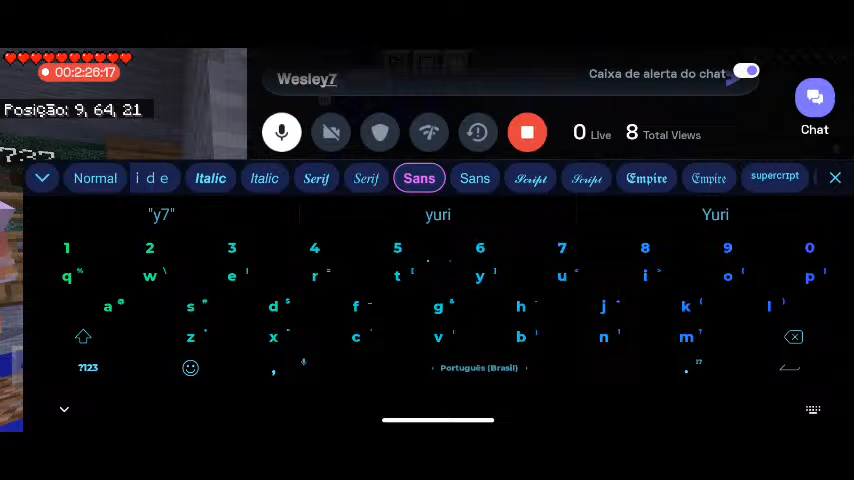 00:2:26:17
Posição: 9, 64, 21
Wesley7
Caixa de alerta do chat
0 Live 8 Total Views
Chat
Normal i d e Italic Italic Serif Serif Sans Sans Script Script Empire Empire supercript
"y7" yuri Yuri
1 2 3 4 5 6 7 8 9 0
q w e r t y u i o p
a s d f g h j k l
z x c v b n m
?123 , Português (Brasil) .